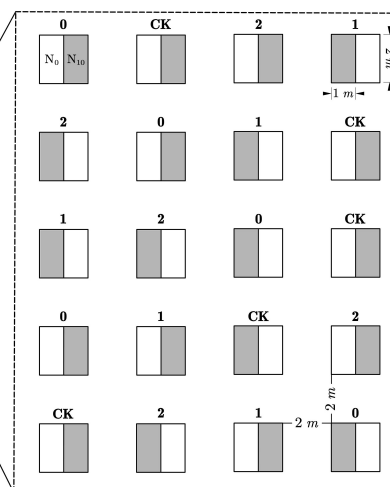 0 CK 2 1
N₀ N₁₀
2 m
1 m
2 0 1 CK
1 2 0 CK
0 1 CK 2
2 m
CK 2 1 0
2 m